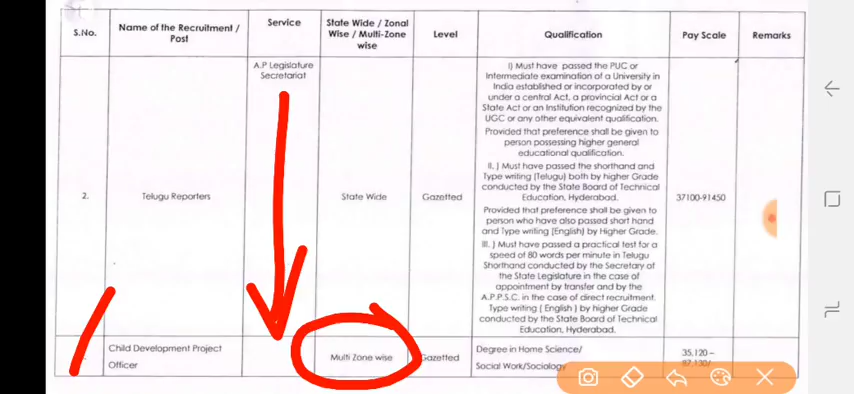 S.No.
Name of the Recruitment /
Post
Service
State Wide / Zonal
Wise / Multi-Zone
wise
Level
Qualification
Pay Scale
Remarks
2.
Telugu Reporters
A.P Legislature
Secretariat
State Wide
Gazetted
I) Must have passed the PUC or
Intermediate examination of a University in
India established or incorporated by or
under a central Act, a provincial Act or a
State Act or an Institution recognized by the
UGC or any other equivalent qualification.
Provided that preference shall be given to
person possessing higher general
educational qualification.
II. ) Must have passed the shorthand and
Type writing (Telugu) both by higher Grade
conducted by the State Board of Technical
Education, Hyderabad.
Provided that preference shall be given to
person who have also passed short hand
and Type writing (English) by Higher Grade.
III. ) Must have passed a practical test for a
speed of 80 words per minute in Telugu
Shorthand conducted by the Secretary of
the State Legislature in the case of
appointment by transfer and by the
A.P.P.S.C. in the case of direct recruitment.
Type writing ( English ) by higher Grade
conducted by the State Board of Technical
Education, Hyderabad.
37100-91450
Child Development Project
Officer
Multi Zone wise
Gazetted
Degree in Home Science/
Social Work/Sociology
35,120 –